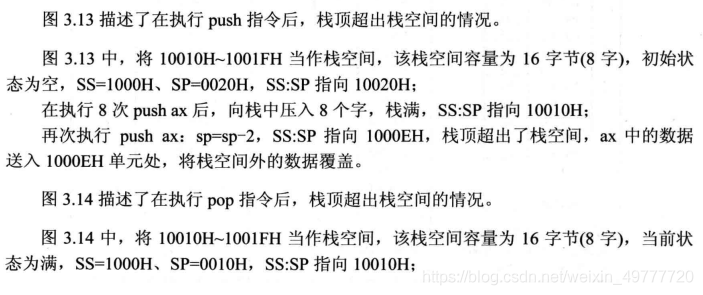 图 3.13 描述了在执行 push 指令后，栈顶超出栈空间的情况。
图 3.13 中，将 10010H~1001FH 当作栈空间，该栈空间容量为 16 字节(8 字)，初始状
态为空，SS=1000H、SP=0020H，SS:SP 指向 10020H；
在执行 8 次 push ax 后，向栈中压入 8 个字，栈满，SS:SP 指向 10010H；
再次执行 push ax：sp=sp-2，SS:SP 指向 1000EH，栈顶超出了栈空间，ax 中的数据
送入 1000EH 单元处，将栈空间外的数据覆盖。
图 3.14 描述了在执行 pop 指令后，栈顶超出栈空间的情况。
图 3.14 中，将 10010H~1001FH 当作栈空间，该栈空间容量为 16 字节(8 字)，当前状
态为满，SS=1000H、SP=0010H，SS:SP 指向 10010H；
https://blog.csdn.net/weixin_49777720